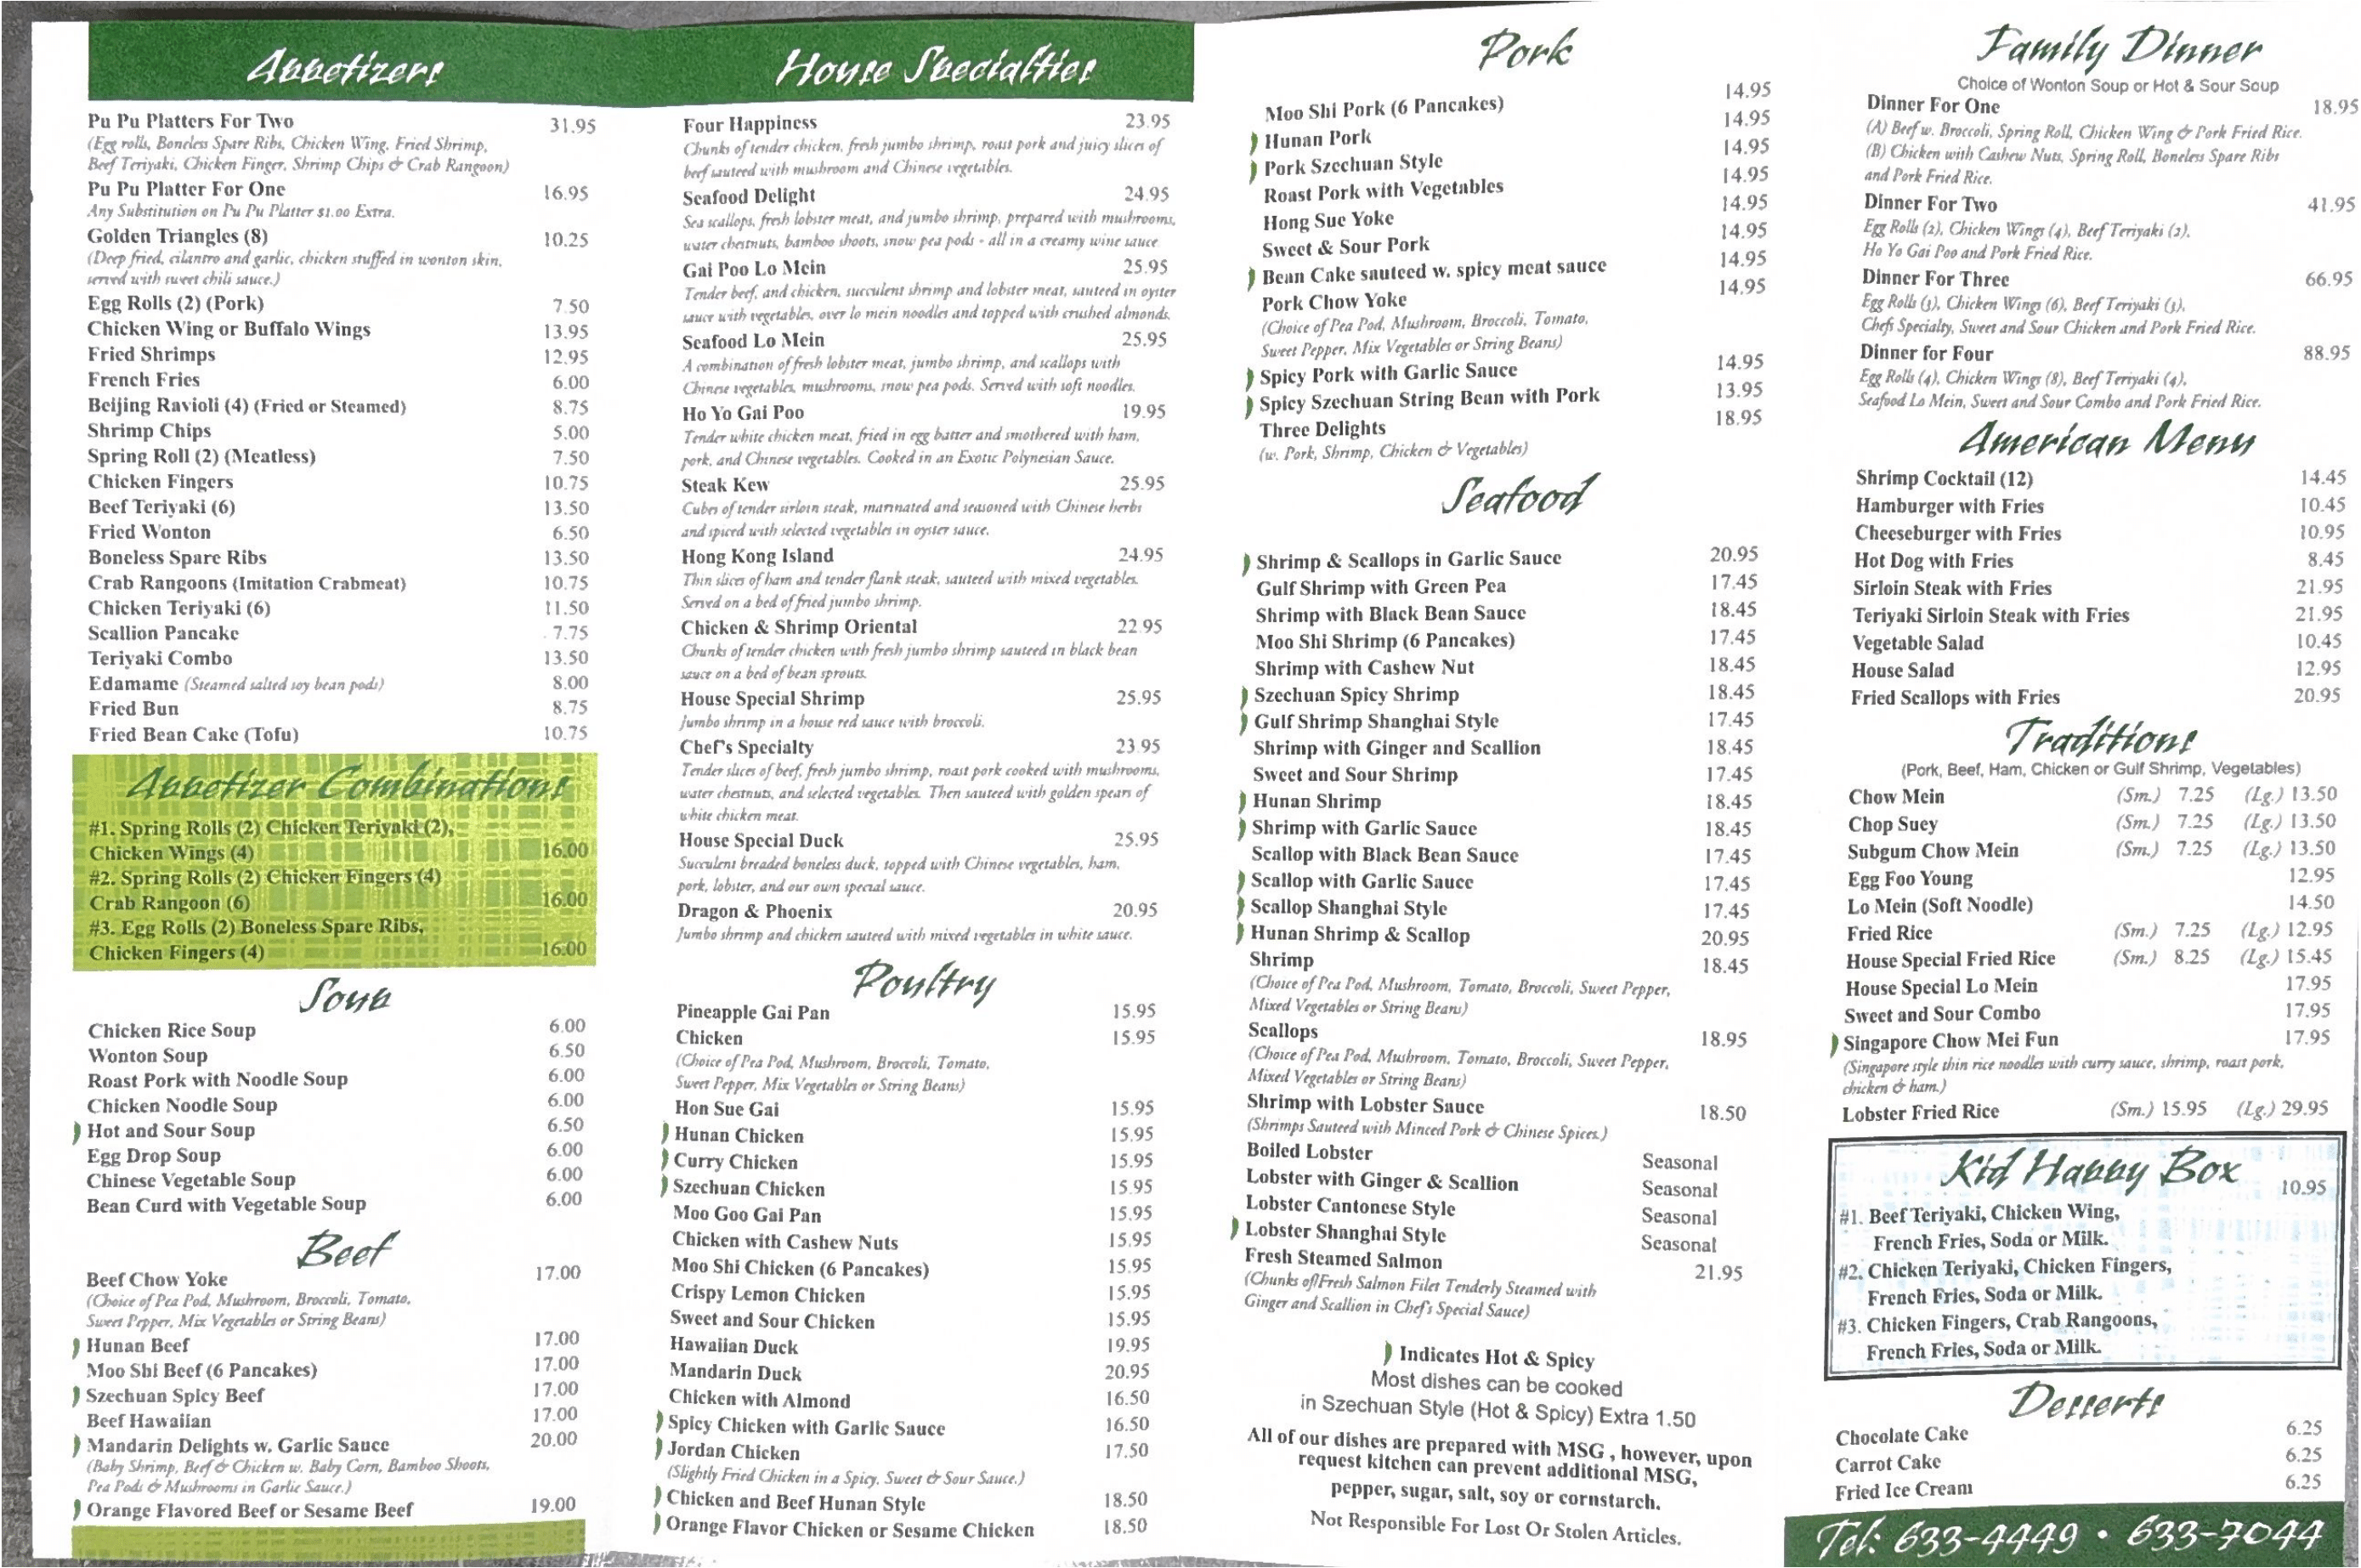 Appetizers
Pu Pu Platters For Two 31.95
(Egg rolls, Boneless Spare Ribs, Chicken Wing, Fried Shrimp,
Beef Teriyaki, Chicken Finger, Shrimp Chips & Crab Rangoon)
Pu Pu Platter For One 16.95
Any Substitution on Pu Pu Platter $1.00 Extra.
Golden Triangles (8) 10.25
(Deep fried, cilantro and garlic, chicken stuffed in wonton skin,
served with sweet chili sauce.)
Egg Rolls (2) (Pork) 7.50
Chicken Wing or Buffalo Wings 13.95
Fried Shrimps 12.95
French Fries 6.00
Beijing Ravioli (4) (Fried or Steamed) 8.75
Shrimp Chips 5.00
Spring Roll (2) (Meatless) 7.50
Chicken Fingers 10.75
Beef Teriyaki (6) 13.50
Fried Wonton 6.50
Boneless Spare Ribs 13.50
Crab Rangoons (Imitation Crabmeat) 10.75
Chicken Teriyaki (6) 11.50
Scallion Pancake 7.75
Teriyaki Combo 13.50
Edamame (Steamed salted soy bean pods) 8.00
Fried Bun 8.75
Fried Bean Cake (Tofu) 10.75
Appetizer Combinations
#1. Spring Rolls (2) Chicken Teriyaki (2),
Chicken Wings (4) 16.00
#2. Spring Rolls (2) Chicken Fingers (4)
Crab Rangoon (6) 16.00
#3. Egg Rolls (2) Boneless Spare Ribs,
Chicken Fingers (4) 16.00
Soup
Chicken Rice Soup 6.00
Wonton Soup 6.50
Roast Pork with Noodle Soup 6.00
Chicken Noodle Soup 6.00
Hot and Sour Soup 6.50
Egg Drop Soup 6.00
Chinese Vegetable Soup 6.00
Bean Curd with Vegetable Soup 6.00
Beef
Beef Chow Yoke 17.00
(Choice of Pea Pod, Mushroom, Broccoli, Tomato,
Sweet Pepper, Mix Vegetables or String Beans)
Hunan Beef 17.00
Moo Shi Beef (6 Pancakes) 17.00
Szechuan Spicy Beef 17.00
Beef Hawaiian 17.00
Mandarin Delights w. Garlic Sauce 20.00
(Baby Shrimp, Beef & Chicken w. Baby Corn, Bamboo Shoots,
Pea Pods & Mushrooms in Garlic Sauce.)
Orange Flavored Beef or Sesame Beef 19.00
House Specialties
Four Happiness 23.95
Chunks of tender chicken, fresh jumbo shrimp, roast pork and juicy slices of
beef sauteed with mushroom and Chinese vegetables.
Seafood Delight 24.95
Sea scallops, fresh lobster meat, and jumbo shrimp, prepared with mushrooms,
water chestnuts, bamboo shoots, snow pea pods - all in a creamy wine sauce.
Gai Poo Lo Mein 25.95
Tender beef, and chicken, succulent shrimp and lobster meat, sauteed in oyster
sauce with vegetables, over lo mein noodles and topped with crushed almonds.
Seafood Lo Mein 25.95
A combination of fresh lobster meat, jumbo shrimp, and scallops with
Chinese vegetables, mushrooms, snow pea pods. Served with soft noodles.
Ho Yo Gai Poo 19.95
Tender white chicken meat, fried in egg batter and smothered with ham,
pork, and Chinese vegetables. Cooked in an Exotic Polynesian Sauce.
Steak Kew 25.95
Cubes of tender sirloin steak, marinated and seasoned with Chinese herbs
and spiced with selected vegetables in oyster sauce.
Hong Kong Island 24.95
Thin slices of ham and tender flank steak, sauteed with mixed vegetables.
Served on a bed of fried jumbo shrimp.
Chicken & Shrimp Oriental 22.95
Chunks of tender chicken with fresh jumbo shrimp sauteed in black bean
sauce on a bed of bean sprouts.
House Special Shrimp 25.95
Jumbo shrimp in a house red sauce with broccoli.
Chef's Specialty 23.95
Tender slices of beef, fresh jumbo shrimp, roast pork cooked with mushrooms,
water chestnuts, and selected vegetables. Then sauteed with golden spears of
white chicken meat.
House Special Duck 25.95
Succulent breaded boneless duck, topped with Chinese vegetables, ham,
pork, lobster, and our own special sauce.
Dragon & Phoenix 20.95
Jumbo shrimp and chicken sauteed with mixed vegetables in white sauce.
Poultry
Pineapple Gai Pan 15.95
Chicken 15.95
(Choice of Pea Pod, Mushroom, Broccoli, Tomato,
Sweet Pepper, Mix Vegetables or String Beans)
Hon Sue Gai 15.95
Hunan Chicken 15.95
Curry Chicken 15.95
Szechuan Chicken 15.95
Moo Goo Gai Pan 15.95
Chicken with Cashew Nuts 15.95
Moo Shi Chicken (6 Pancakes) 15.95
Crispy Lemon Chicken 15.95
Sweet and Sour Chicken 15.95
Hawaiian Duck 19.95
Mandarin Duck 20.95
Chicken with Almond 16.50
Spicy Chicken with Garlic Sauce 16.50
Jordan Chicken 17.50
(Slightly Fried Chicken in a Spicy, Sweet & Sour Sauce.)
Chicken and Beef Hunan Style 18.50
Orange Flavor Chicken or Sesame Chicken 18.50
Pork
Moo Shi Pork (6 Pancakes) 14.95
Hunan Pork 14.95
Pork Szechuan Style 14.95
Roast Pork with Vegetables 14.95
Hong Sue Yoke 14.95
Sweet & Sour Pork 14.95
Bean Cake sauteed w. spicy meat sauce 14.95
Pork Chow Yoke 14.95
(Choice of Pea Pod, Mushroom, Broccoli, Tomato,
Sweet Pepper, Mix Vegetables or String Beans)
Spicy Pork with Garlic Sauce 14.95
Spicy Szechuan String Bean with Pork 13.95
Three Delights 18.95
(w. Pork, Shrimp, Chicken & Vegetables)
Seafood
Shrimp & Scallops in Garlic Sauce 20.95
Gulf Shrimp with Green Pea 17.45
Shrimp with Black Bean Sauce 18.45
Moo Shi Shrimp (6 Pancakes) 17.45
Shrimp with Cashew Nut 18.45
Szechuan Spicy Shrimp 18.45
Gulf Shrimp Shanghai Style 17.45
Shrimp with Ginger and Scallion 18.45
Sweet and Sour Shrimp 17.45
Hunan Shrimp 18.45
Shrimp with Garlic Sauce 18.45
Scallop with Black Bean Sauce 17.45
Scallop with Garlic Sauce 17.45
Scallop Shanghai Style 17.45
Hunan Shrimp & Scallop 20.95
Shrimp 18.45
(Choice of Pea Pod, Mushroom, Tomato, Broccoli, Sweet Pepper,
Mixed Vegetables or String Beans)
Scallops 18.95
(Choice of Pea Pod, Mushroom, Tomato, Broccoli, Sweet Pepper,
Mixed Vegetables or String Beans)
Shrimp with Lobster Sauce 18.50
(Shrimps Sauteed with Minced Pork & Chinese Spices.)
Boiled Lobster Seasonal
Lobster with Ginger & Scallion Seasonal
Lobster Cantonese Style Seasonal
Lobster Shanghai Style Seasonal
Fresh Steamed Salmon 21.95
(Chunks of/Fresh Salmon Filet Tenderly Steamed with
Ginger and Scallion in Chef's Special Sauce)
Indicates Hot & Spicy
Most dishes can be cooked
in Szechuan Style (Hot & Spicy) Extra 1.50
All of our dishes are prepared with MSG , however, upon
request kitchen can prevent additional MSG,
pepper, sugar, salt, soy or cornstarch.
Not Responsible For Lost Or Stolen Articles.
Family Dinner
Choice of Wonton Soup or Hot & Sour Soup
Dinner For One 18.95
(A) Beef w. Broccoli, Spring Roll, Chicken Wing & Pork Fried Rice.
(B) Chicken with Cashew Nuts, Spring Roll, Boneless Spare Ribs
and Pork Fried Rice.
Dinner For Two 41.95
Egg Rolls (2), Chicken Wings (4), Beef Teriyaki (2),
Ho Yo Gai Poo and Pork Fried Rice.
Dinner For Three 66.95
Egg Rolls (3), Chicken Wings (6), Beef Teriyaki (3),
Chefs Specialty, Sweet and Sour Chicken and Pork Fried Rice.
Dinner for Four 88.95
Egg Rolls (4), Chicken Wings (8), Beef Teriyaki (4),
Seafood Lo Mein, Sweet and Sour Combo and Pork Fried Rice.
American Menu
Shrimp Cocktail (12) 14.45
Hamburger with Fries 10.45
Cheeseburger with Fries 10.95
Hot Dog with Fries 8.45
Sirloin Steak with Fries 21.95
Teriyaki Sirloin Steak with Fries 21.95
Vegetable Salad 10.45
House Salad 12.95
Fried Scallops with Fries 20.95
Traditions
(Pork, Beef, Ham, Chicken or Gulf Shrimp, Vegetables)
Chow Mein (Sm.) 7.25 (Lg.) 13.50
Chop Suey (Sm.) 7.25 (Lg.) 13.50
Subgum Chow Mein (Sm.) 7.25 (Lg.) 13.50
Egg Foo Young 12.95
Lo Mein (Soft Noodle) 14.50
Fried Rice (Sm.) 7.25 (Lg.) 12.95
House Special Fried Rice (Sm.) 8.25 (Lg.) 15.45
House Special Lo Mein 17.95
Sweet and Sour Combo 17.95
Singapore Chow Mei Fun 17.95
(Singapore style thin rice noodles with curry sauce, shrimp, roast pork,
chicken & ham.)
Lobster Fried Rice (Sm.) 15.95 (Lg.) 29.95
Kid Happy Box 10.95
#1. Beef Teriyaki, Chicken Wing,
French Fries, Soda or Milk.
#2. Chicken Teriyaki, Chicken Fingers,
French Fries, Soda or Milk.
#3. Chicken Fingers, Crab Rangoons,
French Fries, Soda or Milk.
Desserts
Chocolate Cake 6.25
Carrot Cake 6.25
Fried Ice Cream 6.25
Tel: 633-4449 • 633-7044